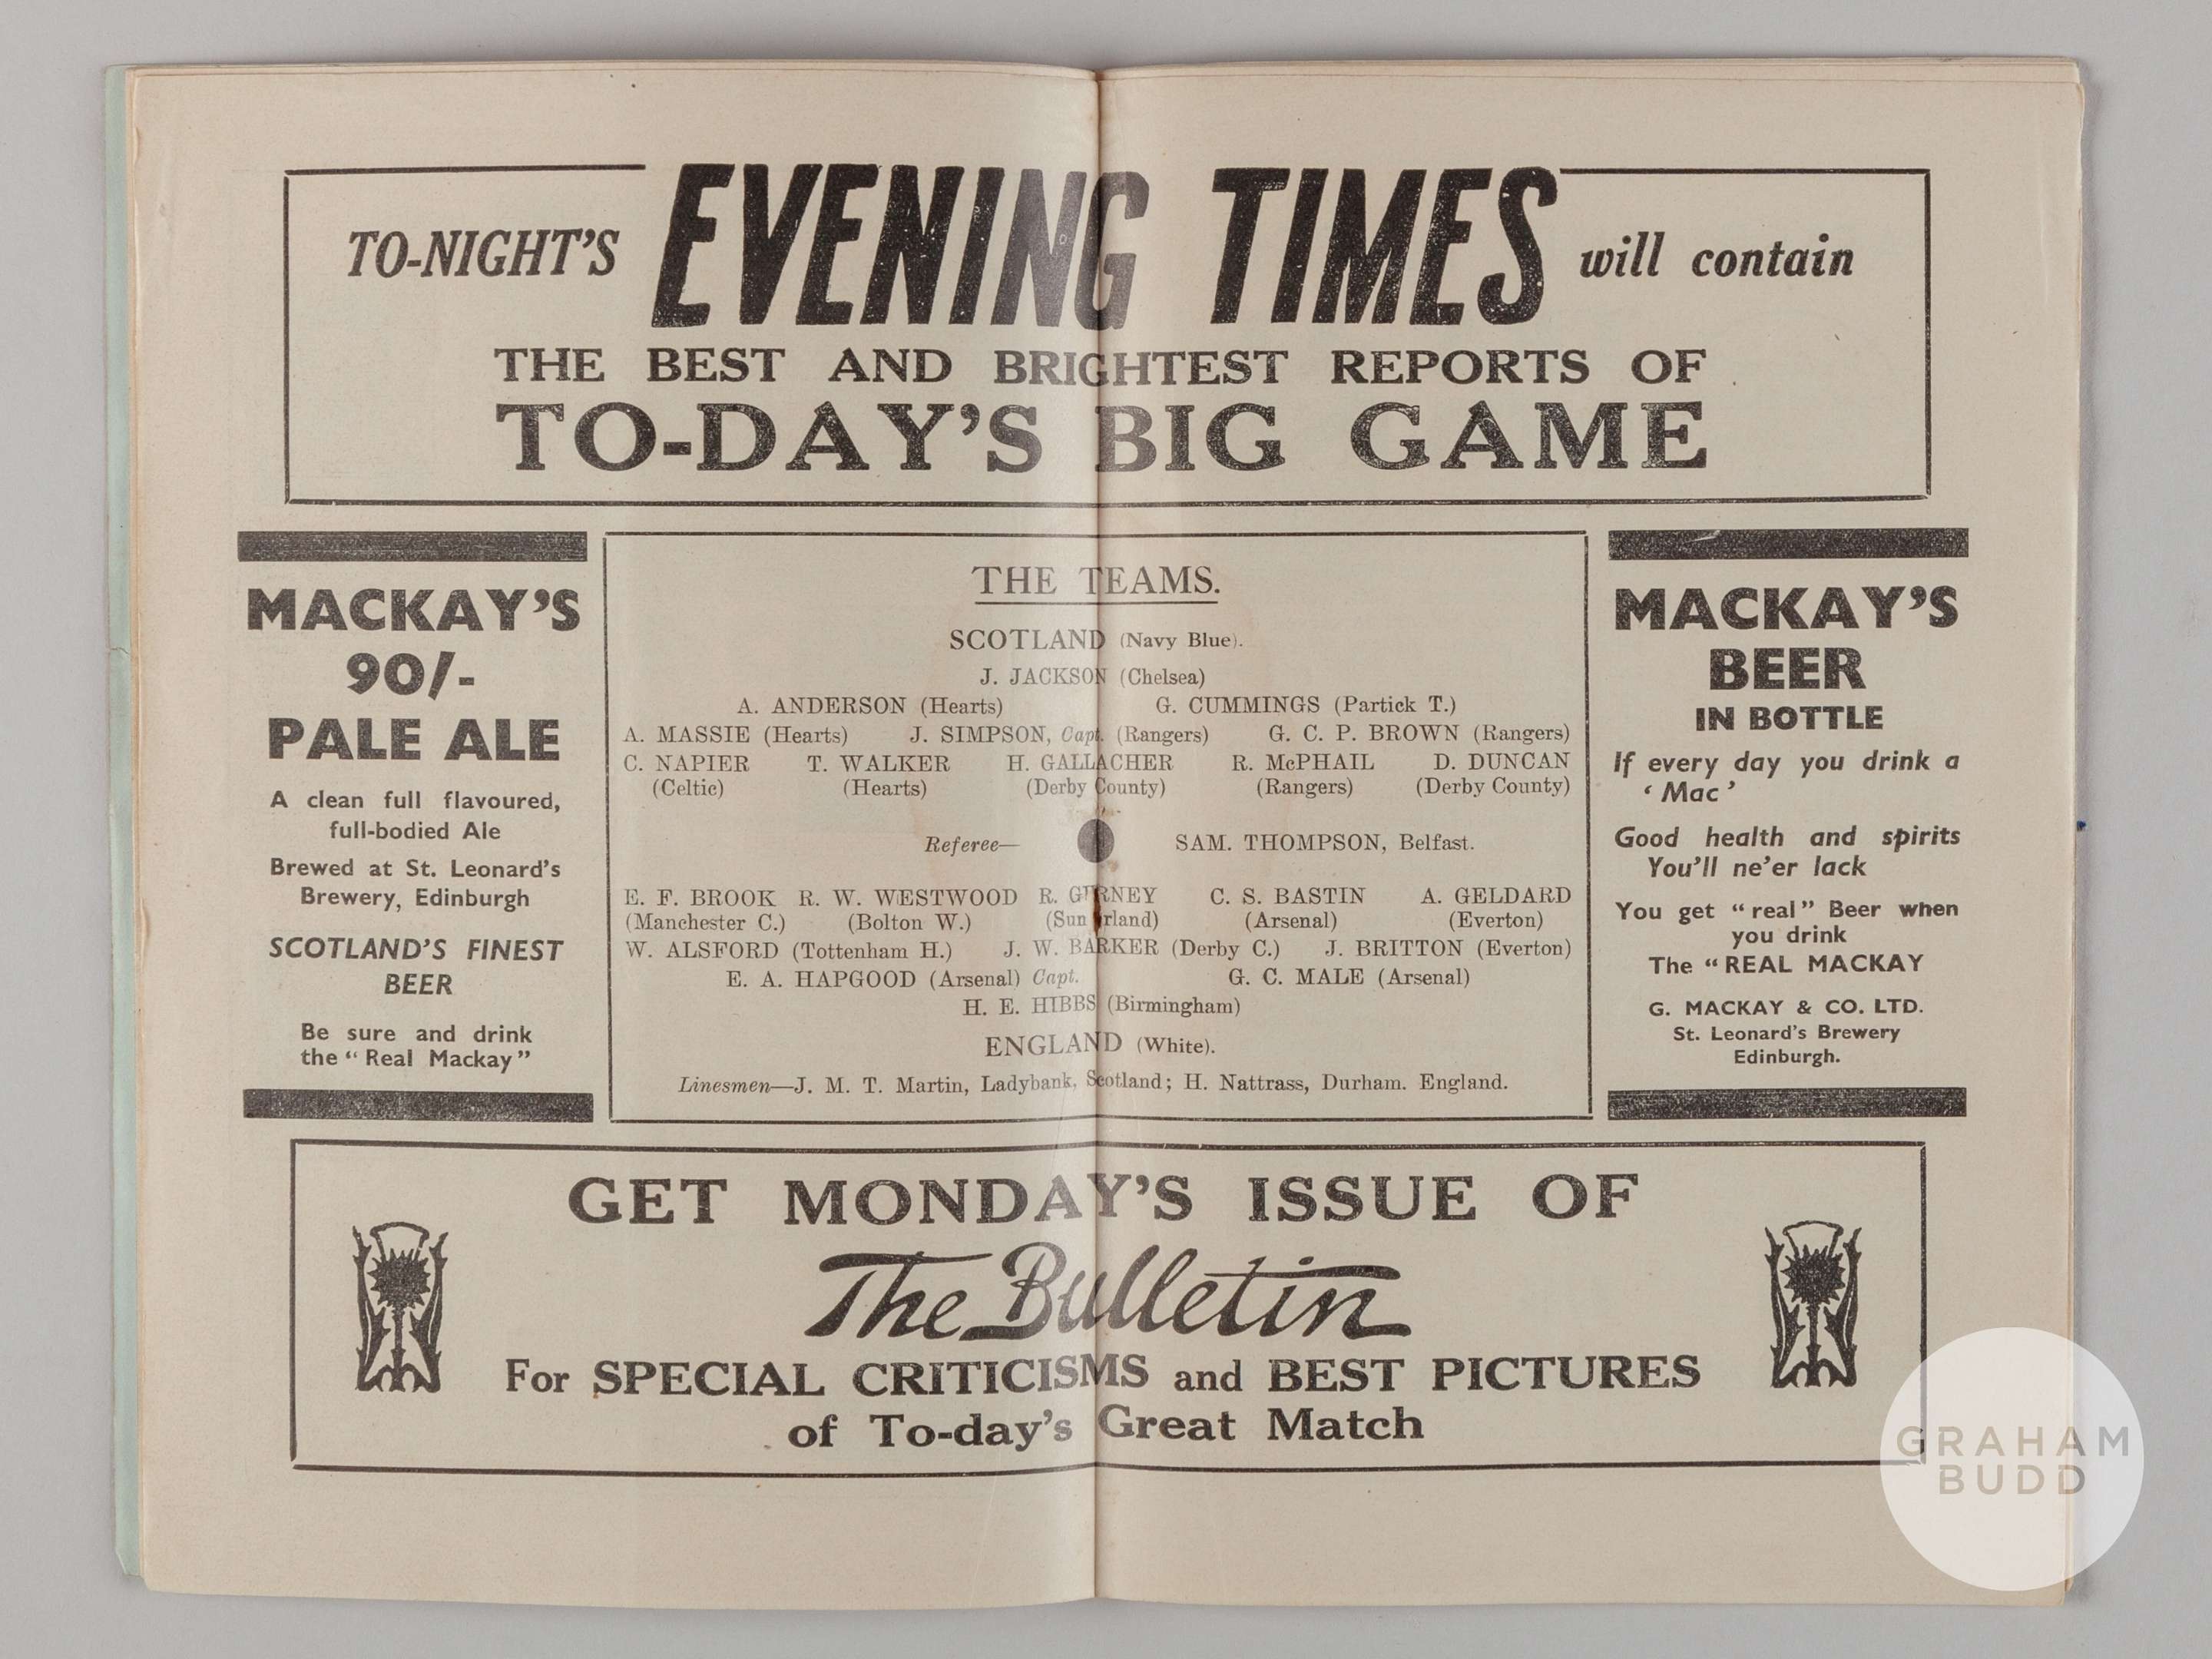 TO-NIGHT'S EVENING TIMES will contain
THE BEST AND BRIGHTEST REPORTS OF
TO-DAY'S BIG GAME
MACKAY'S
90/-
PALE ALE
A clean full flavoured,
full-bodied Ale
Brewed at St. Leonard's
Brewery, Edinburgh
SCOTLAND'S FINEST
BEER
Be sure and drink
the "Real Mackay"
THE TEAMS.
SCOTLAND (Navy Blue).
J. JACKSON (Chelsea)
A. ANDERSON (Hearts) G. CUMMINGS (Partick T.)
A. MASSIE (Hearts) J. SIMPSON, Capt. (Rangers) G. C. P. BROWN (Rangers)
C. NAPIER T. WALKER H. GALLACHER R. McPHAIL D. DUNCAN
(Celtic) (Hearts) (Derby County) (Rangers) (Derby County)
Referee— SAM. THOMPSON, Belfast.
E. F. BROOK R. W. WESTWOOD R. GURNEY C. S. BASTIN A. GELDARD
(Manchester C.) (Bolton W.) (Sunderland) (Arsenal) (Everton)
W. ALSFORD (Tottenham H.) J. W. BARKER (Derby C.) J. BRITTON (Everton)
E. A. HAPGOOD (Arsenal) Capt. G. C. MALE (Arsenal)
H. E. HIBBS (Birmingham)
ENGLAND (White).
Linesmen—J. M. T. Martin, Ladybank, Scotland; H. Nattrass, Durham. England.
MACKAY'S
BEER
IN BOTTLE
If every day you drink a
'Mac'
Good health and spirits
You'll ne'er lack
You get "real" Beer when
you drink
The "REAL MACKAY
G. MACKAY & CO. LTD.
St. Leonard's Brewery
Edinburgh.
GET MONDAY'S ISSUE OF
The Bulletin
For SPECIAL CRITICISMS and BEST PICTURES
of To-day's Great Match
GRAHAM
BUDD